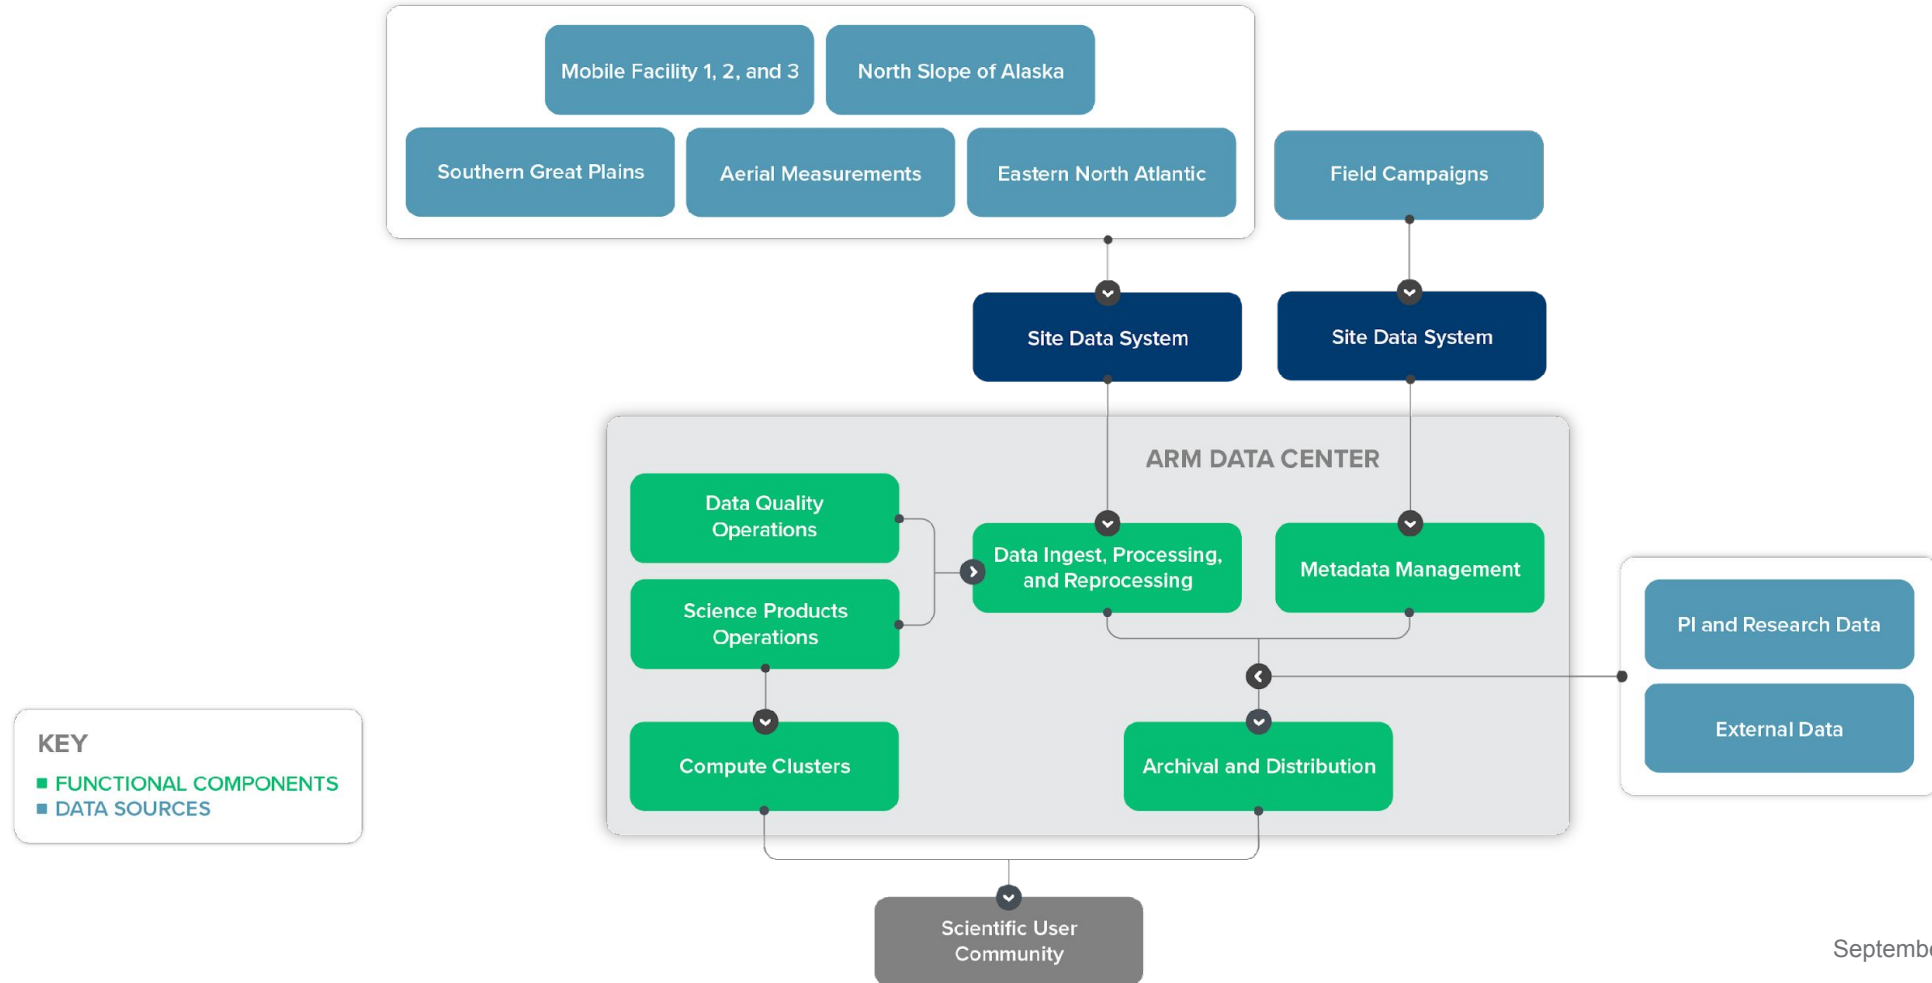 Mobile Facility 1, 2, and 3
North Slope of Alaska
Southern Great Plains
Aerial Measurements
Eastern North Atlantic
Field Campaigns
Site Data System
Site Data System
ARM DATA CENTER
Data Quality
Operations
Data Ingest, Processing,
and Reprocessing
Metadata Management
Science Products
Operations
PI and Research Data
External Data
Compute Clusters
Archival and Distribution
KEY
FUNCTIONAL COMPONENTS
DATA SOURCES
Scientific User
Community